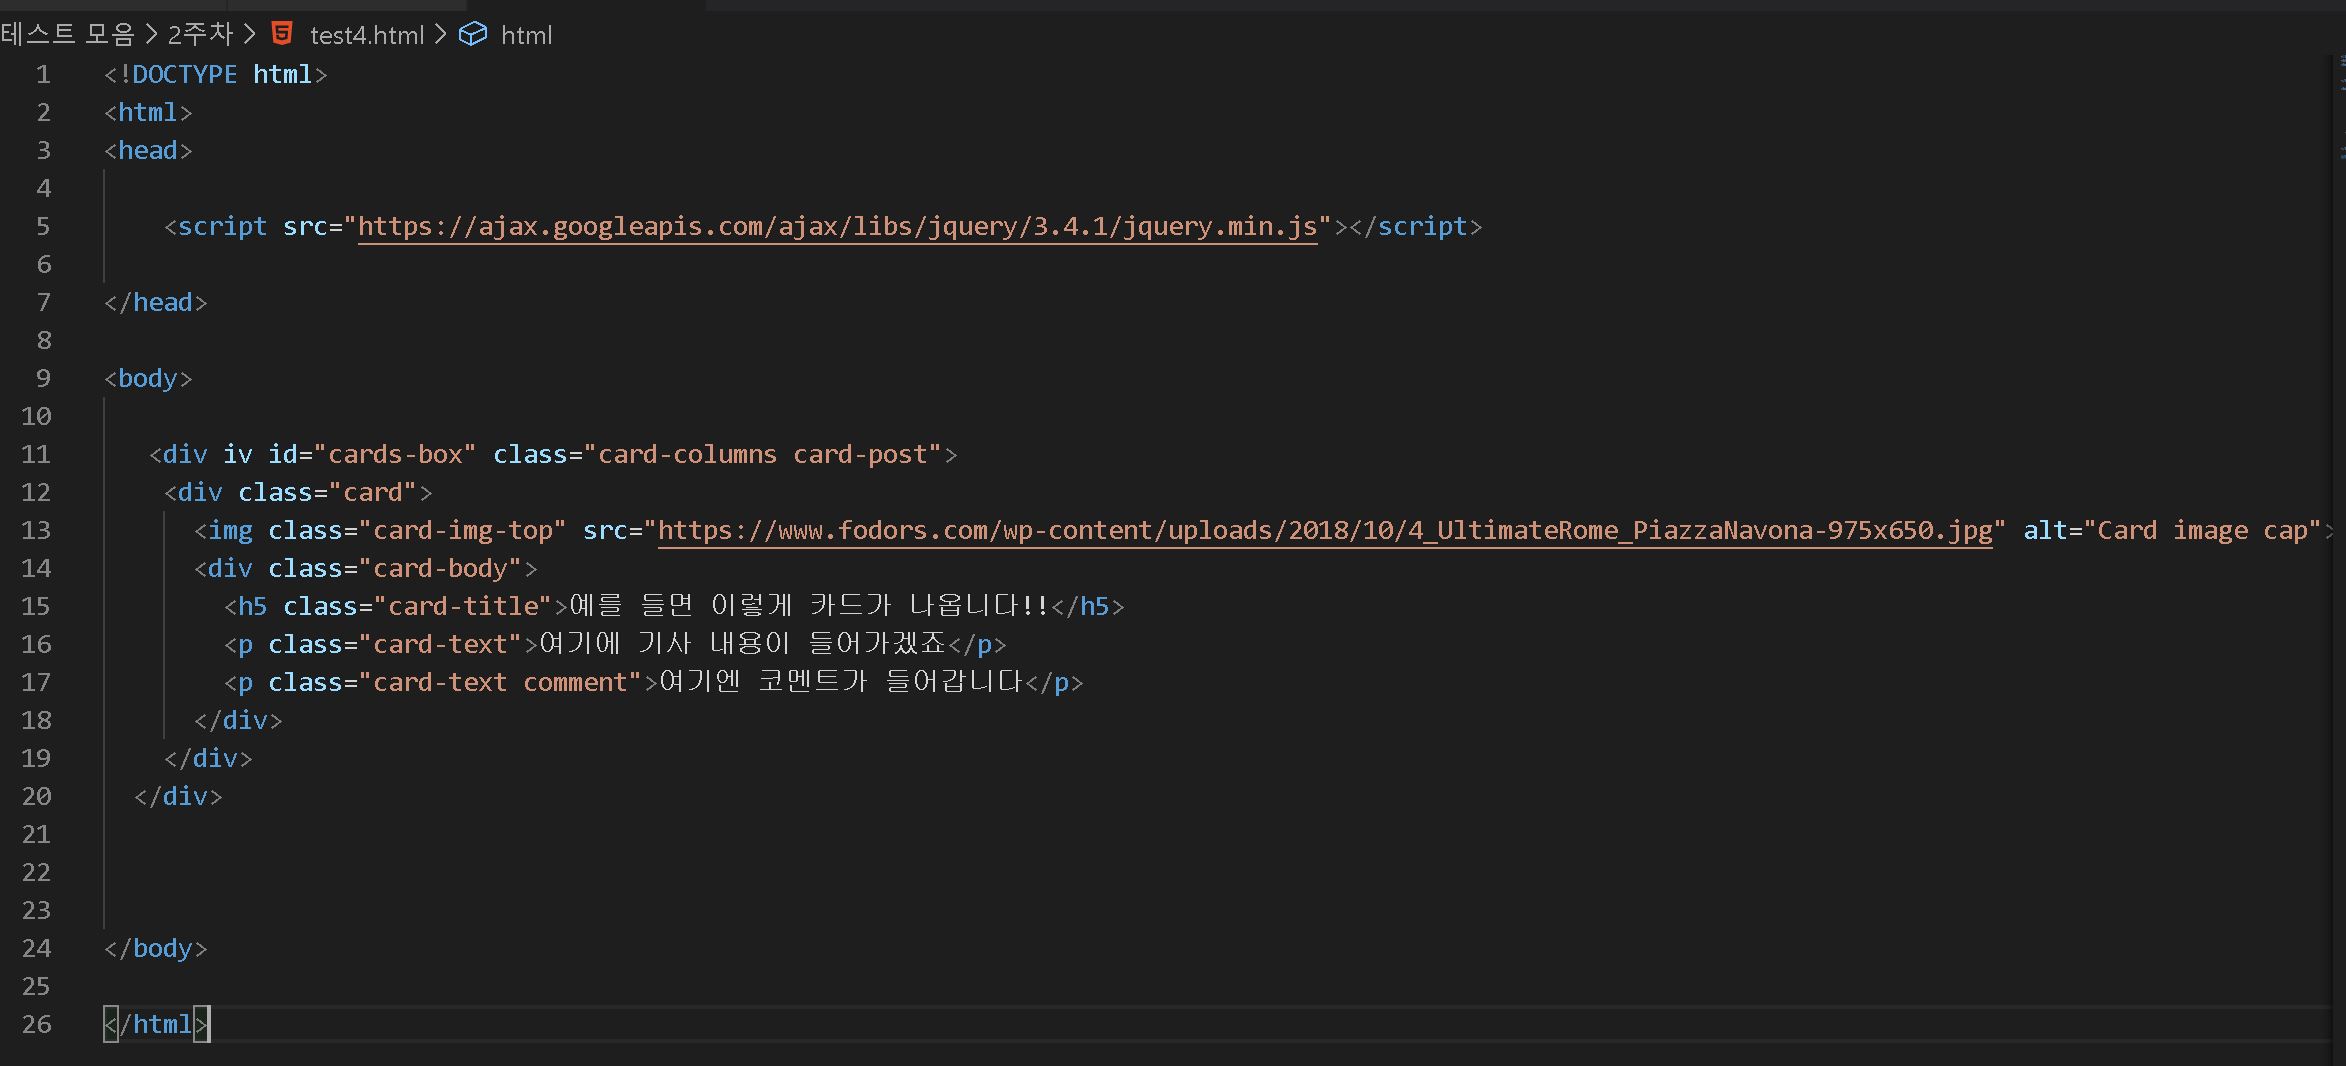 테스트 모음 > 2주차 > test4.html > html
1 <!DOCTYPE html>
2 <html>
3 <head>
4
5 <script src="https://ajax.googleapis.com/ajax/libs/jquery/3.4.1/jquery.min.js"></script>
6
7 </head>
8
9 <body>
10
11 <div iv id="cards-box" class="card-columns card-post">
12 <div class="card">
13 <img class="card-img-top" src="https://www.fodors.com/wp-content/uploads/2018/10/4_UltimateRome_PiazzaNavona-975x650.jpg" alt="Card image cap">
14 <div class="card-body">
15 <h5 class="card-title">예를 들면 이렇게 카드가 나옵니다!!</h5>
16 <p class="card-text">여기에 기사 내용이 들어가겠죠</p>
17 <p class="card-text comment">여기엔 코멘트가 들어갑니다</p>
18 </div>
19 </div>
20 </div>
21
22
23
24 </body>
25
26 </html>